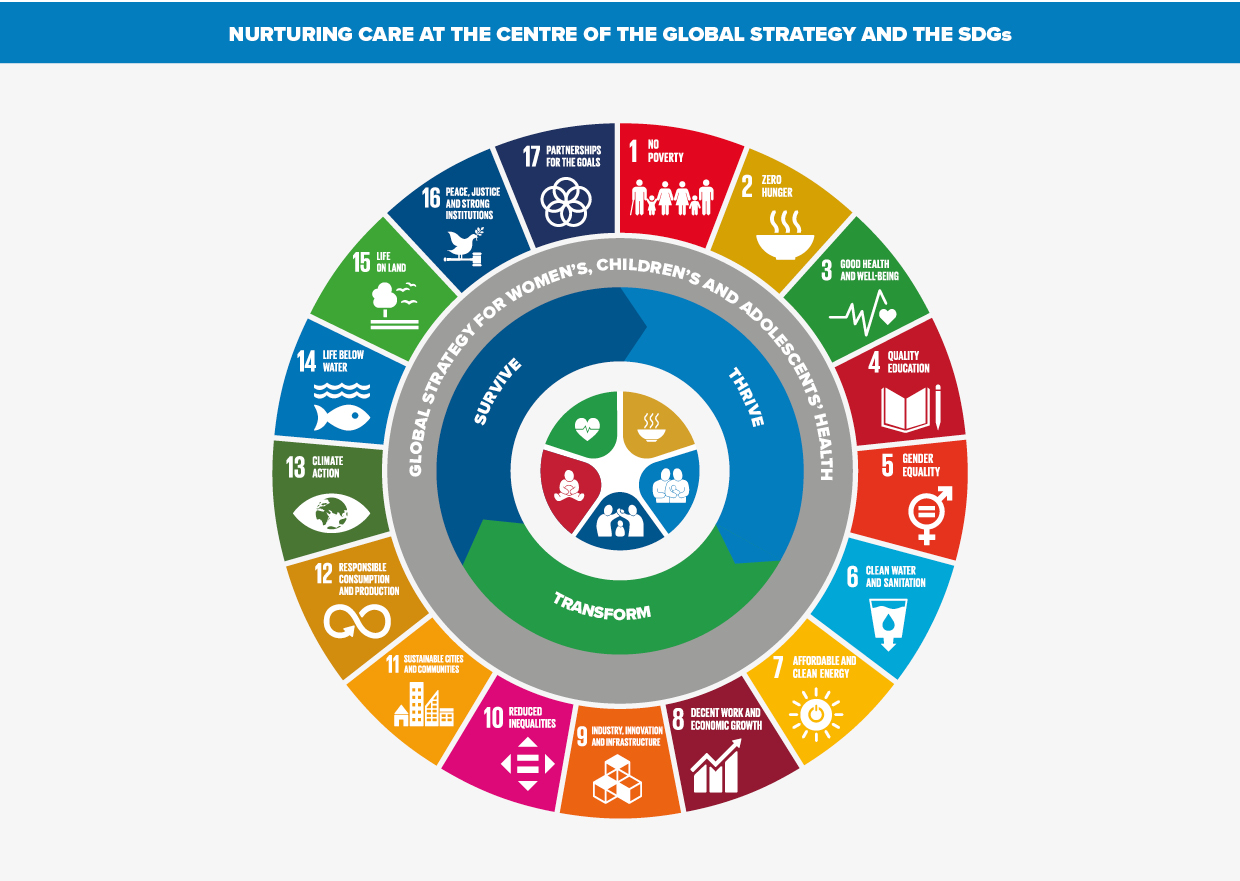 NURTURING CARE AT THE CENTRE OF THE GLOBAL STRATEGY AND THE SDGs
1 NO
POVERTY
2 ZERO
HUNGER
3 GOOD HEALTH
AND WELL-BEING
4 QUALITY
EDUCATION
5 GENDER
EQUALITY
6 CLEAN WATER
AND SANITATION
7 AFFORDABLE AND
CLEAN ENERGY
8 DECENT WORK AND
ECONOMIC GROWTH
9 INDUSTRY, INNOVATION
AND INFRASTRUCTURE
10 REDUCED
INEQUALITIES
11 SUSTAINABLE CITIES
AND COMMUNITIES
12 RESPONSIBLE
CONSUMPTION
AND PRODUCTION
13 CLIMATE
ACTION
14 LIFE BELOW
WATER
15 LIFE
ON LAND
16 PEACE, JUSTICE
AND STRONG
INSTITUTIONS
17 PARTNERSHIPS
FOR THE GOALS
GLOBAL STRATEGY FOR WOMEN'S, CHILDREN'S AND ADOLESCENTS' HEALTH
SURVIVE
THRIVE
TRANSFORM